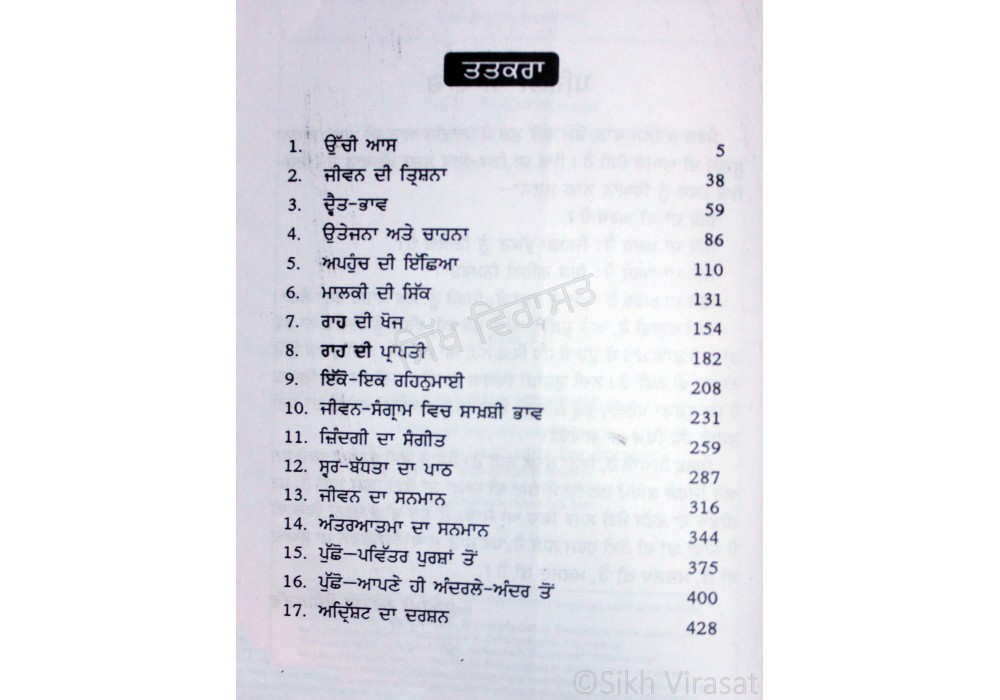 ਤਤਕਰਾ
1. ਉੱਚੀ ਆਸ 5
2. ਜੀਵਨ ਦੀ ਤ੍ਰਿਸ਼ਨਾ 38
3. ਦ੍ਵੈਤ-ਭਾਵ 59
4. ਉਤੇਜਨਾ ਅਤੇ ਚਾਹਨਾ 86
5. ਅਪਹੁੰਚ ਦੀ ਇੱਛਿਆ 110
6. ਮਾਲਕੀ ਦੀ ਸਿੱਕ 131
7. ਰਾਹ ਦੀ ਖੋਜ 154
8. ਰਾਹ ਦੀ ਪ੍ਰਾਪਤੀ 182
9. ਇੱਕੋ-ਇਕ ਰਹਿਨੁਮਾਈ 208
10. ਜੀਵਨ-ਸੰਗ੍ਰਾਮ ਵਿਚ ਸਾਖ਼ਸ਼ੀ ਭਾਵ 231
11. ਜ਼ਿੰਦਗੀ ਦਾ ਸੰਗੀਤ 259
12. ਸੂਰ-ਬੱਧਤਾ ਦਾ ਪਾਠ 287
13. ਜੀਵਨ ਦਾ ਸਨਮਾਨ 316
14. ਅੰਤਰਆਤਮਾ ਦਾ ਸਨਮਾਨ 344
15. ਪੁੱਛੋ—ਪਵਿੱਤਰ ਪੁਰਸ਼ਾਂ ਤੋਂ 375
16. ਪੁੱਛੋ—ਆਪਣੇ ਹੀ ਅੰਦਰਲੇ-ਅੰਦਰ ਤੋਂ 400
17. ਅਦ੍ਰਿਸ਼ੱਟ ਦਾ ਦਰਸ਼ਨ 428
ਸਿੱਖ ਵਿਰਾਸਤ
©Sikh Virasat